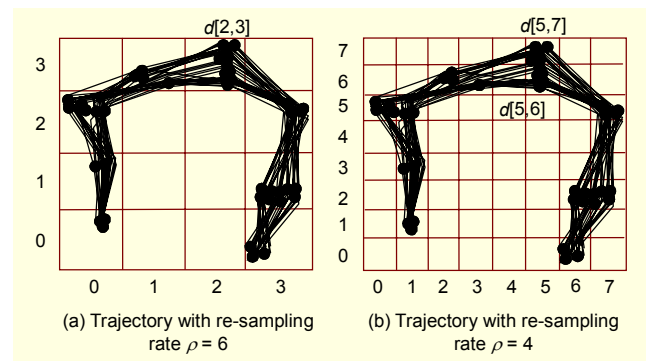 d[2,3]
3
2
1
0
0 1 2 3
(a) Trajectory with re-sampling
rate ρ = 6
d[5,7]
7
6
5
4
3
2
1
0
d[5,6]
0 1 2 3 4 5 6 7
(b) Trajectory with re-sampling
rate ρ = 4